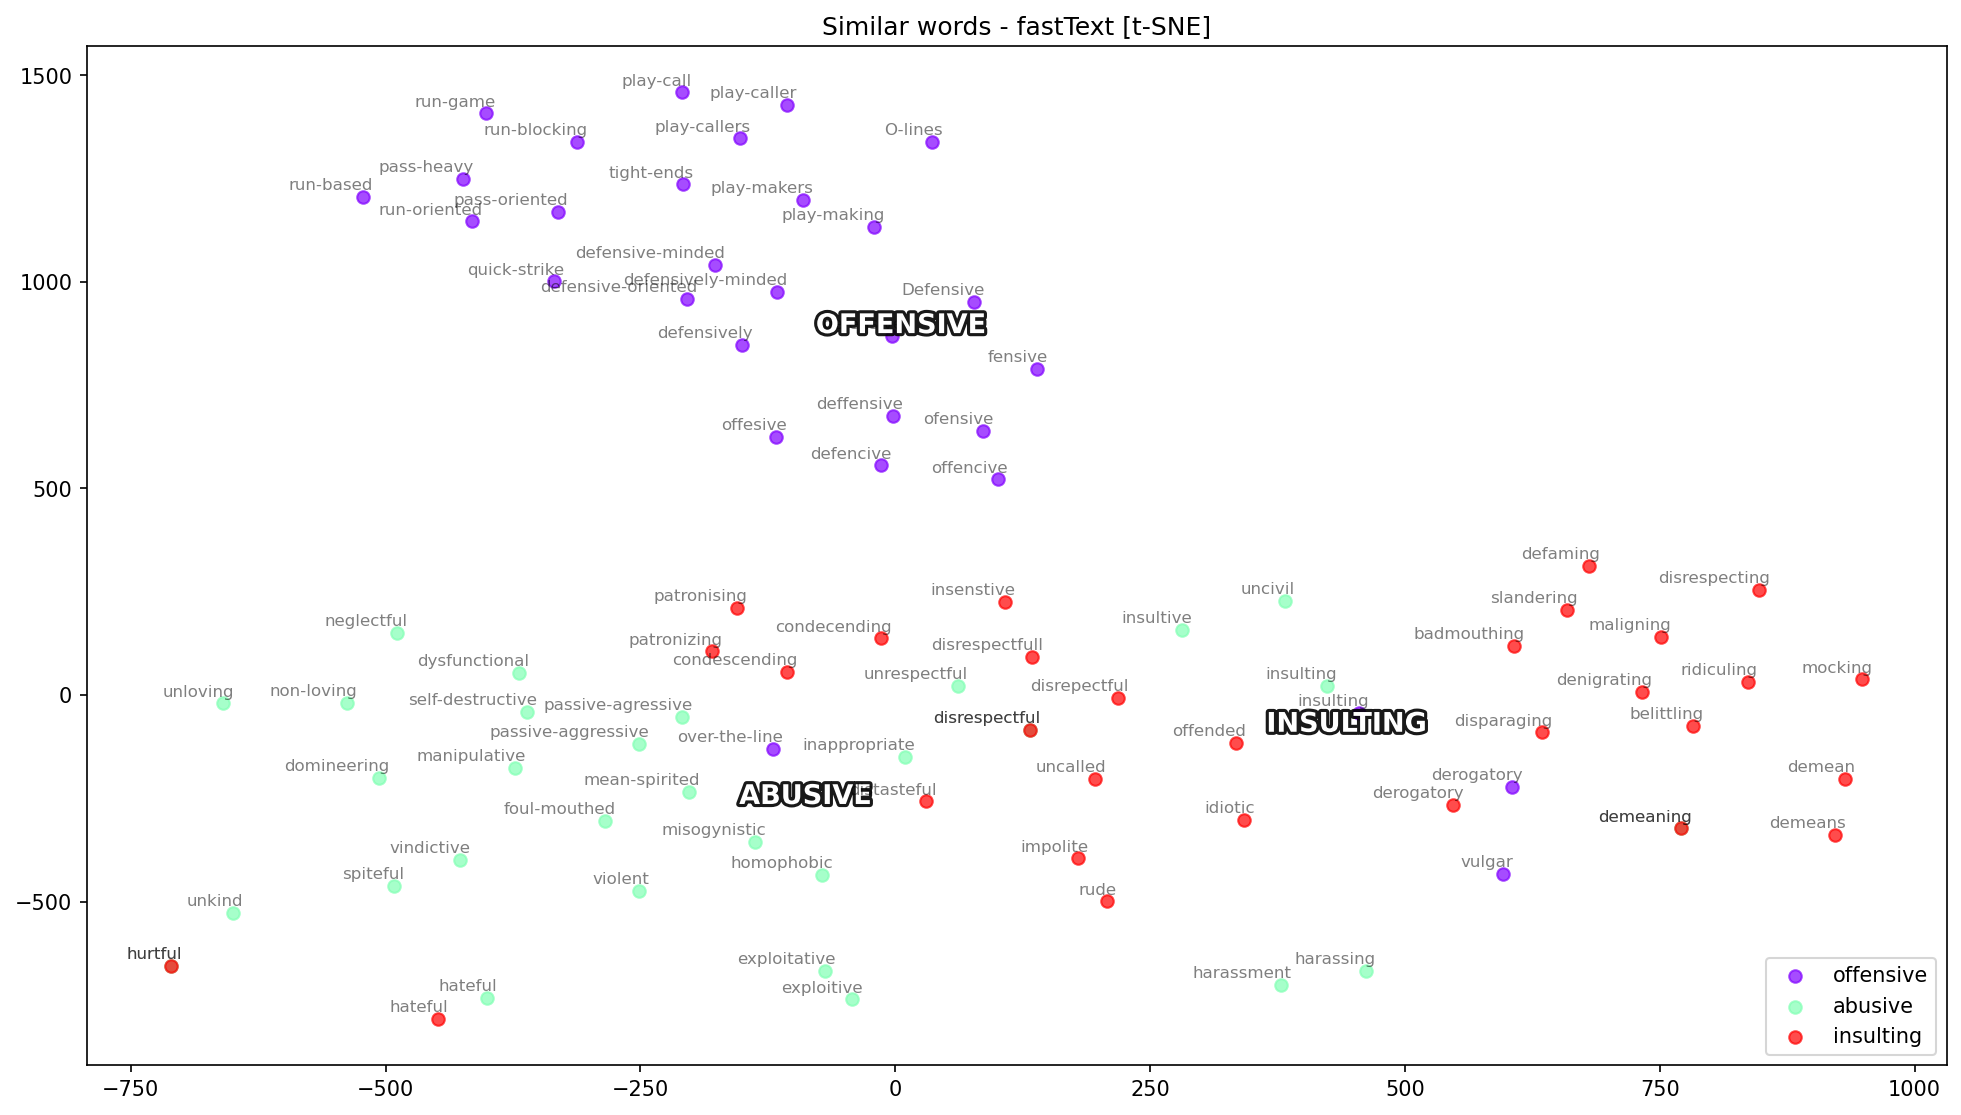 Similar words - fastText [t-SNE]
1500
play-call
play-caller
run-game
run-blocking
play-callers
O-lines
pass-heavy
tight-ends
run-based
play-makers
pass-oriented
run-oriented
play-making
defensive-minded
quick-strike
defensively-minded
1000
defensive-oriented
Defensive
OFFENSIVE
defensively
fensive
deffensive
offesive
ofensive
defencive
offencive
500
defaming
disrespecting
uncivil
insenstive
patronising
slandering
neglectful
insultive
condecending
badmouthing
maligning
patronizing
disrespectfull
dysfunctional
condescending
unrespectful
insulting
ridiculing
mocking
0
unloving
non-loving
disrepectful
denigrating
self-destructive
passive-agressive
insulting
disrespectful
belittling
INSULTING
disparaging
passive-aggressive
over-the-line
offended
inappropriate
manipulative
domineering
uncalled
demean
mean-spirited
derogatory
ABUSIVE
distasteful
derogatory
foul-mouthed
idiotic
misogynistic
demeaning
demeans
vindictive
impolite
homophobic
vulgar
spiteful
violent
rude
−500
unkind
hurtful
exploitative
harassing
harassment
hateful
exploitive
hateful
offensive
abusive
insulting
−750
−500
−250
0
250
500
750
1000